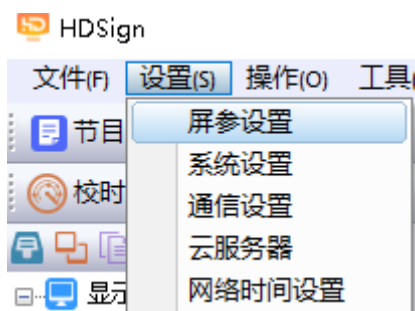 HDSign
文件(F) 设置(S) 操作(O) 工具(
节目
屏参设置
系统设置
校时
通信设置
云服务器
显示
网络时间设置